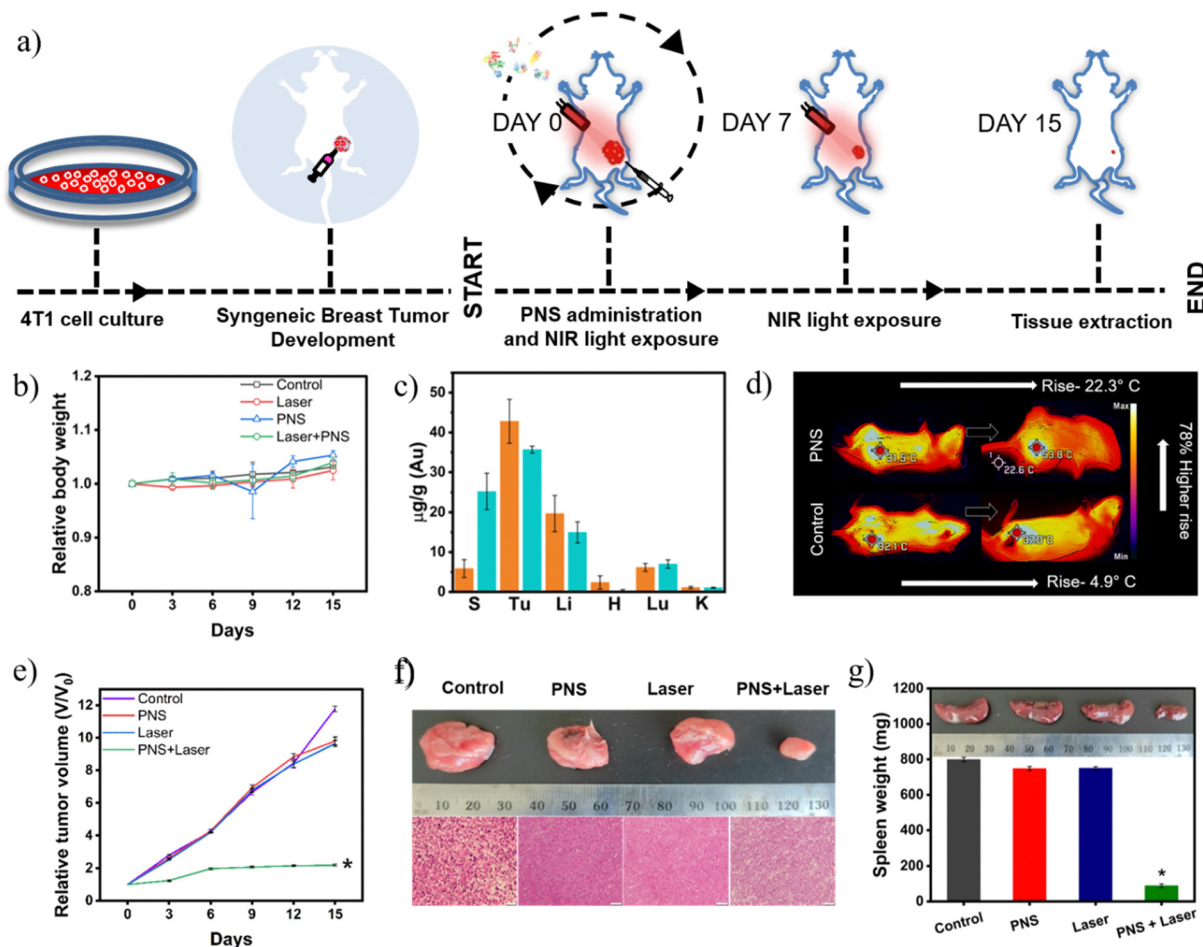 a)
DAY 0
DAY 7
DAY 15
START
END
4T1 cell culture
Syngeneic Breast Tumor
Development
PNS administration
and NIR light exposure
NIR light exposure
Tissue extraction
b)
Relative body weight
1.2
1.1
1.0
0.9
0.8
Control
Laser
PNS
Laser+PNS
0 3 6 9 12 15
Days
c)
µg/g (Au)
50
40
30
20
10
0
S Tu Li H Lu K
d)
Rise- 22.3° C
PNS
31.5 C
22.6 C
53.8 C
Max
Min
78% Higher rise
Control
32.1 C
37.0°C
Rise- 4.9° C
e)
Relative tumor volume (V/V₀)
12
10
8
6
4
2
0
Control
PNS
Laser
PNS+Laser
*
0 3 6 9 12 15
Days
f)
Control PNS Laser PNS+Laser
10 20 30 40 50 60 70 80 90 100 110 120 130
g)
Spleen weight (mg)
1200
1000
800
600
400
200
0
10 20 30 40 50 60 70 80 90 100 110 120 130
*
Control PNS Laser PNS + Laser